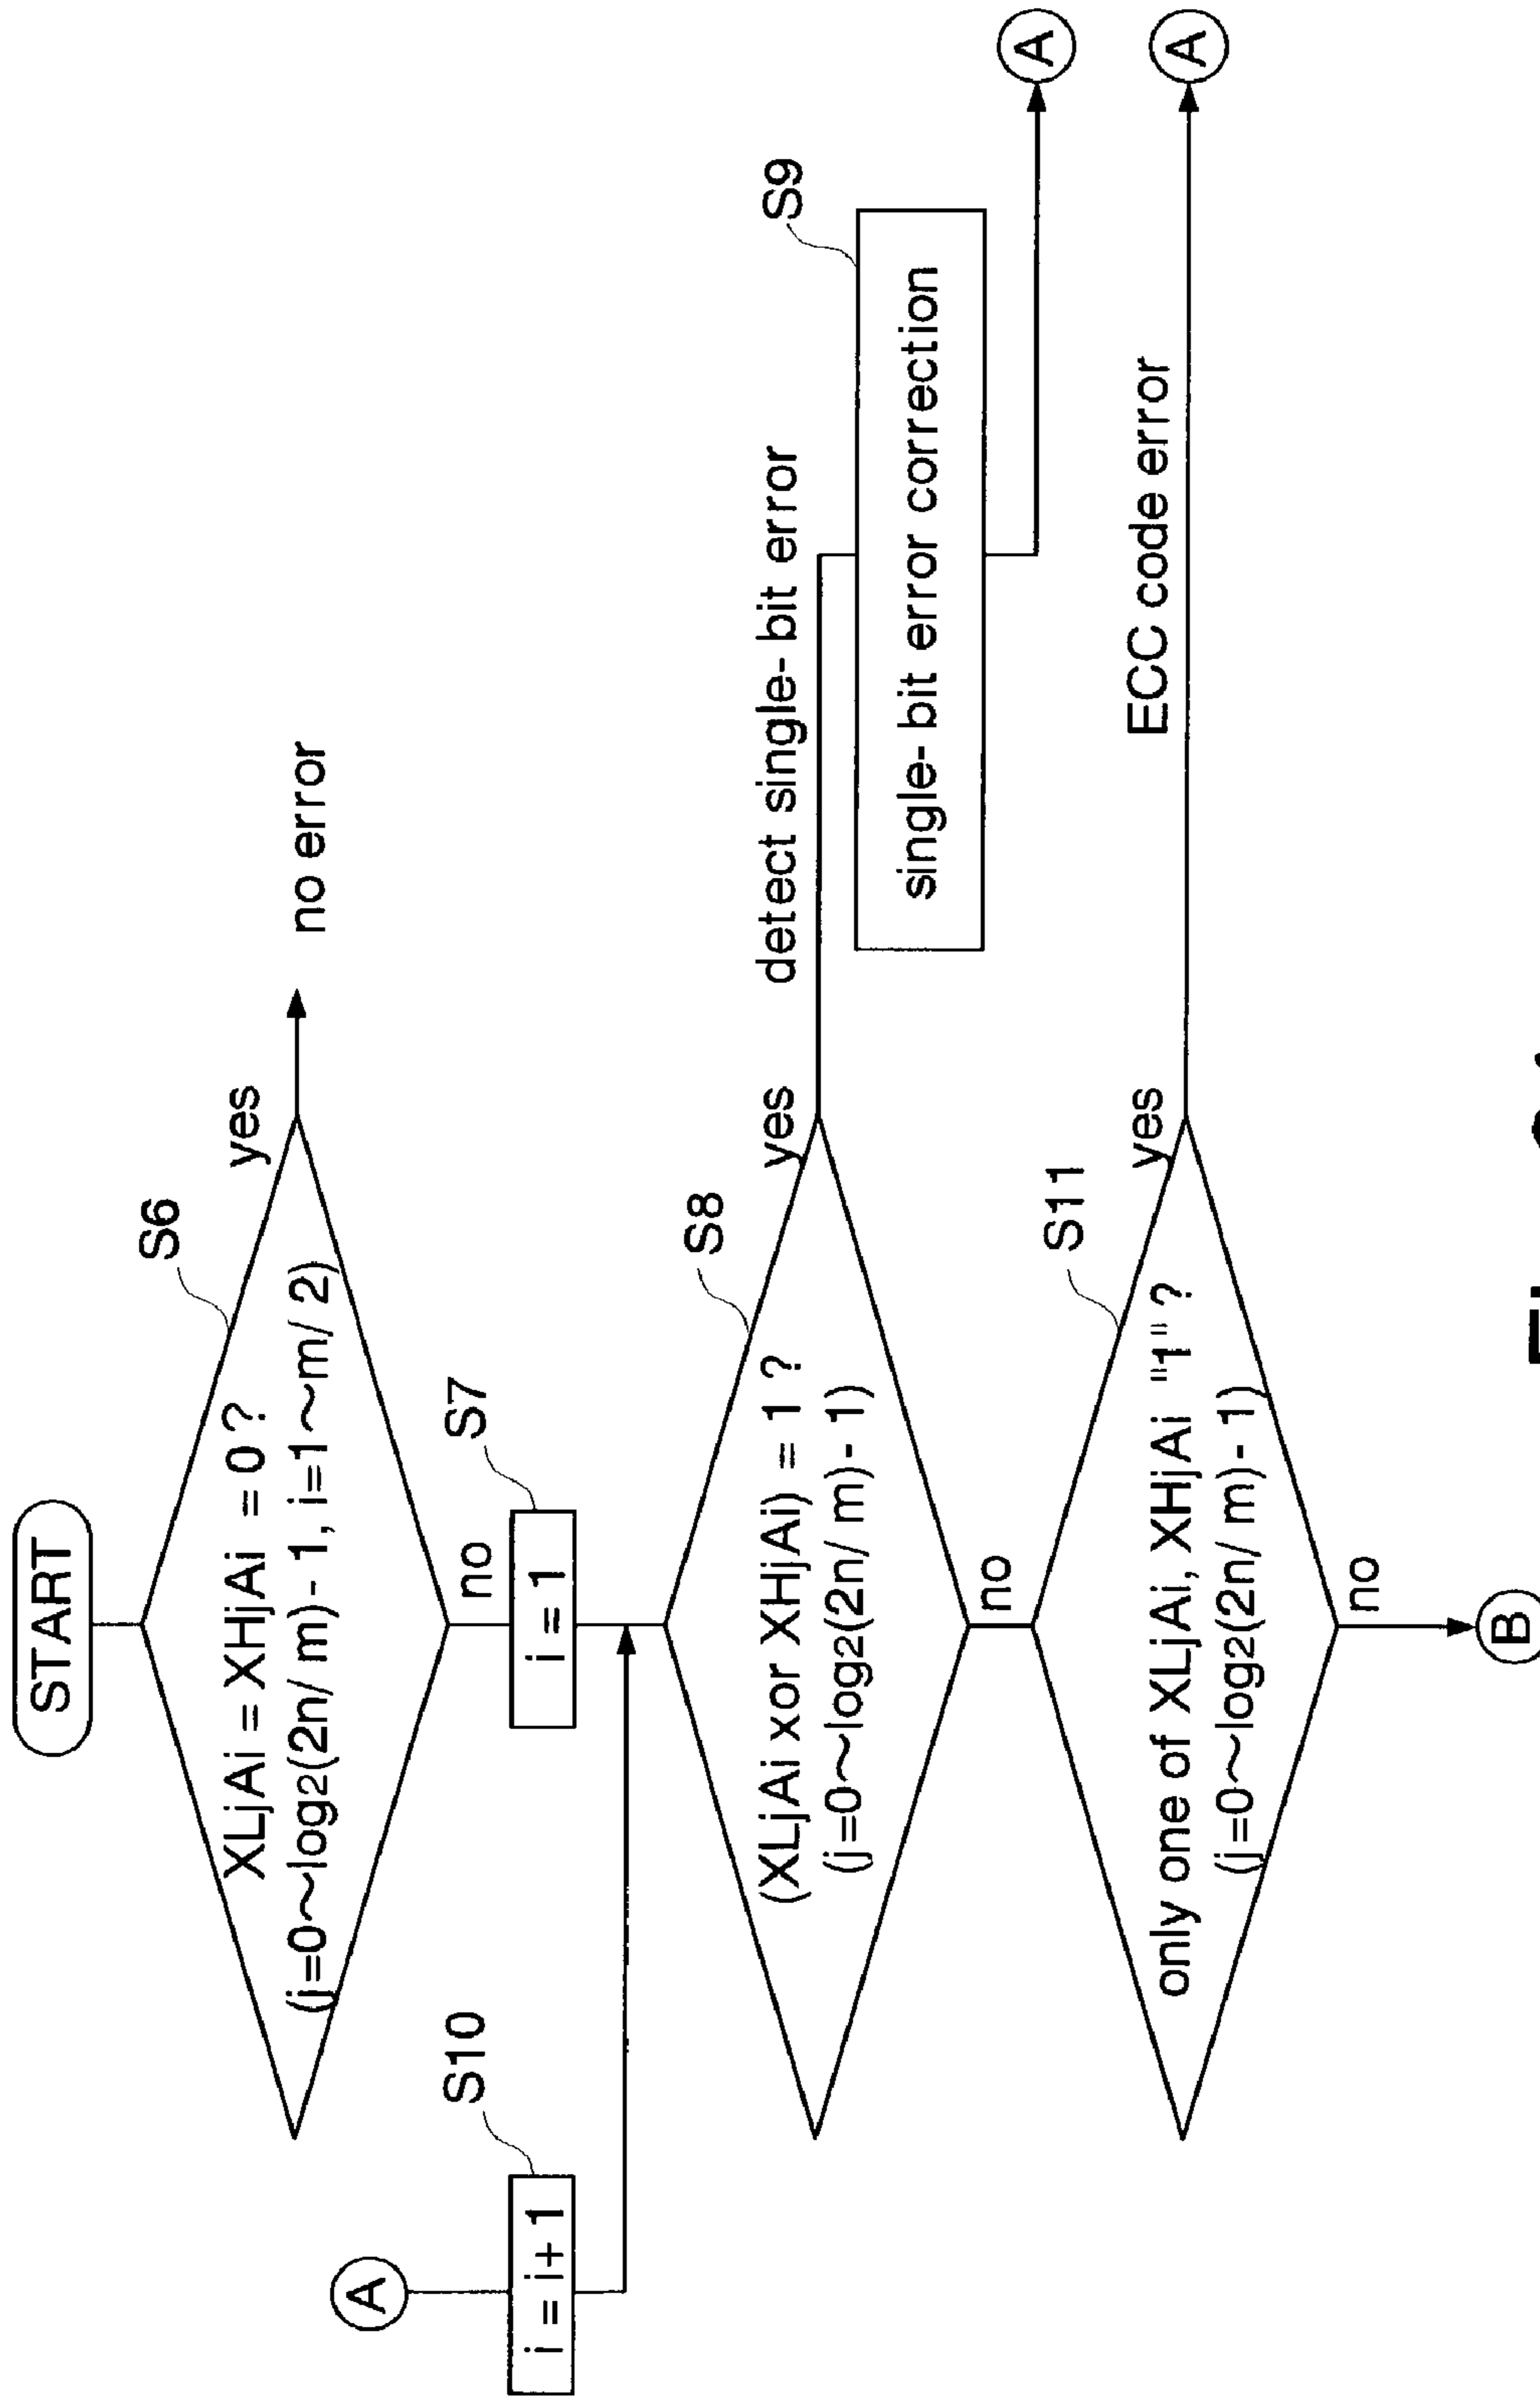 START
S6
XLjAi = XHjAi = 0 ?
(j=0~log2(2n/ m)- 1, i=1~m/ 2)
yes
no error
no
A
S10
i = i+ 1
S7
i = 1
S8
(XLjAi xor XHjAi) = 1 ?
(j=0~log2(2n/ m)- 1)
yes
detect single- bit error
S9
single- bit error correction
A
no
S11
only one of XLjAi, XHjAi "1" ?
(j=0~log2(2n/ m)- 1)
yes
ECC code error
A
no
B